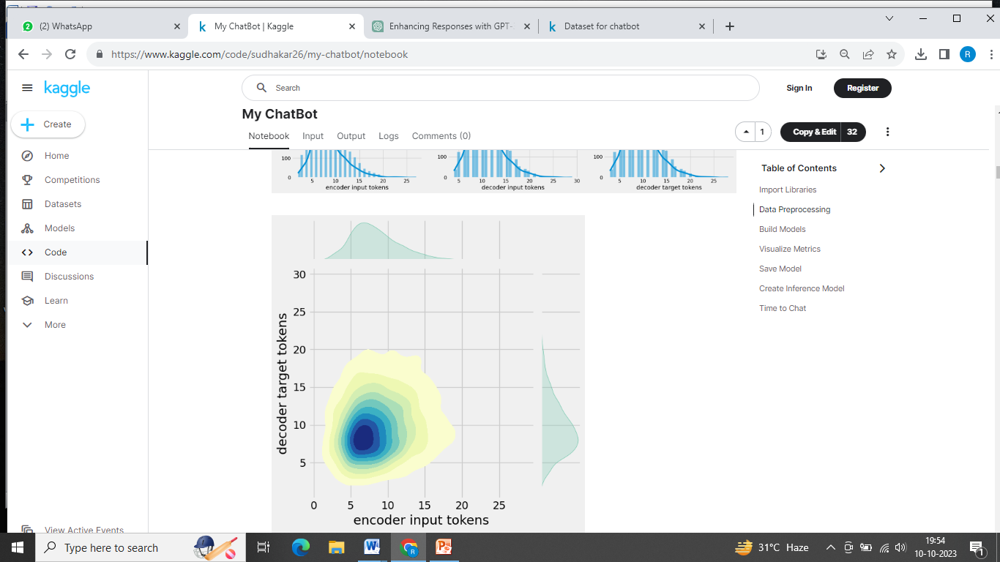 (2) WhatsApp
My ChatBot | Kaggle
Enhancing Responses with GPT-
Dataset for chatbot
https://www.kaggle.com/code/sudhakar26/my-chatbot/notebook
R
kaggle
Search
Sign In
Register
Create
My ChatBot
Notebook
Input
Output
Logs
Comments (0)
1
Copy & Edit
32
Home
Competitions
Datasets
Models
Code
Discussions
Learn
More
View Active Events
100
0
5
10
15
20
25
encoder input tokens
100
0
5
10
15
20
25
30
decoder input tokens
100
0
5
10
15
20
25
decoder target tokens
Table of Contents
Import Libraries
Data Preprocessing
Build Models
Visualize Metrics
Save Model
Create Inference Model
Time to Chat
30
25
20
15
10
5
decoder target tokens
0
5
10
15
20
25
encoder input tokens
Type here to search
31°C Haze
19:54
10-10-2023
1